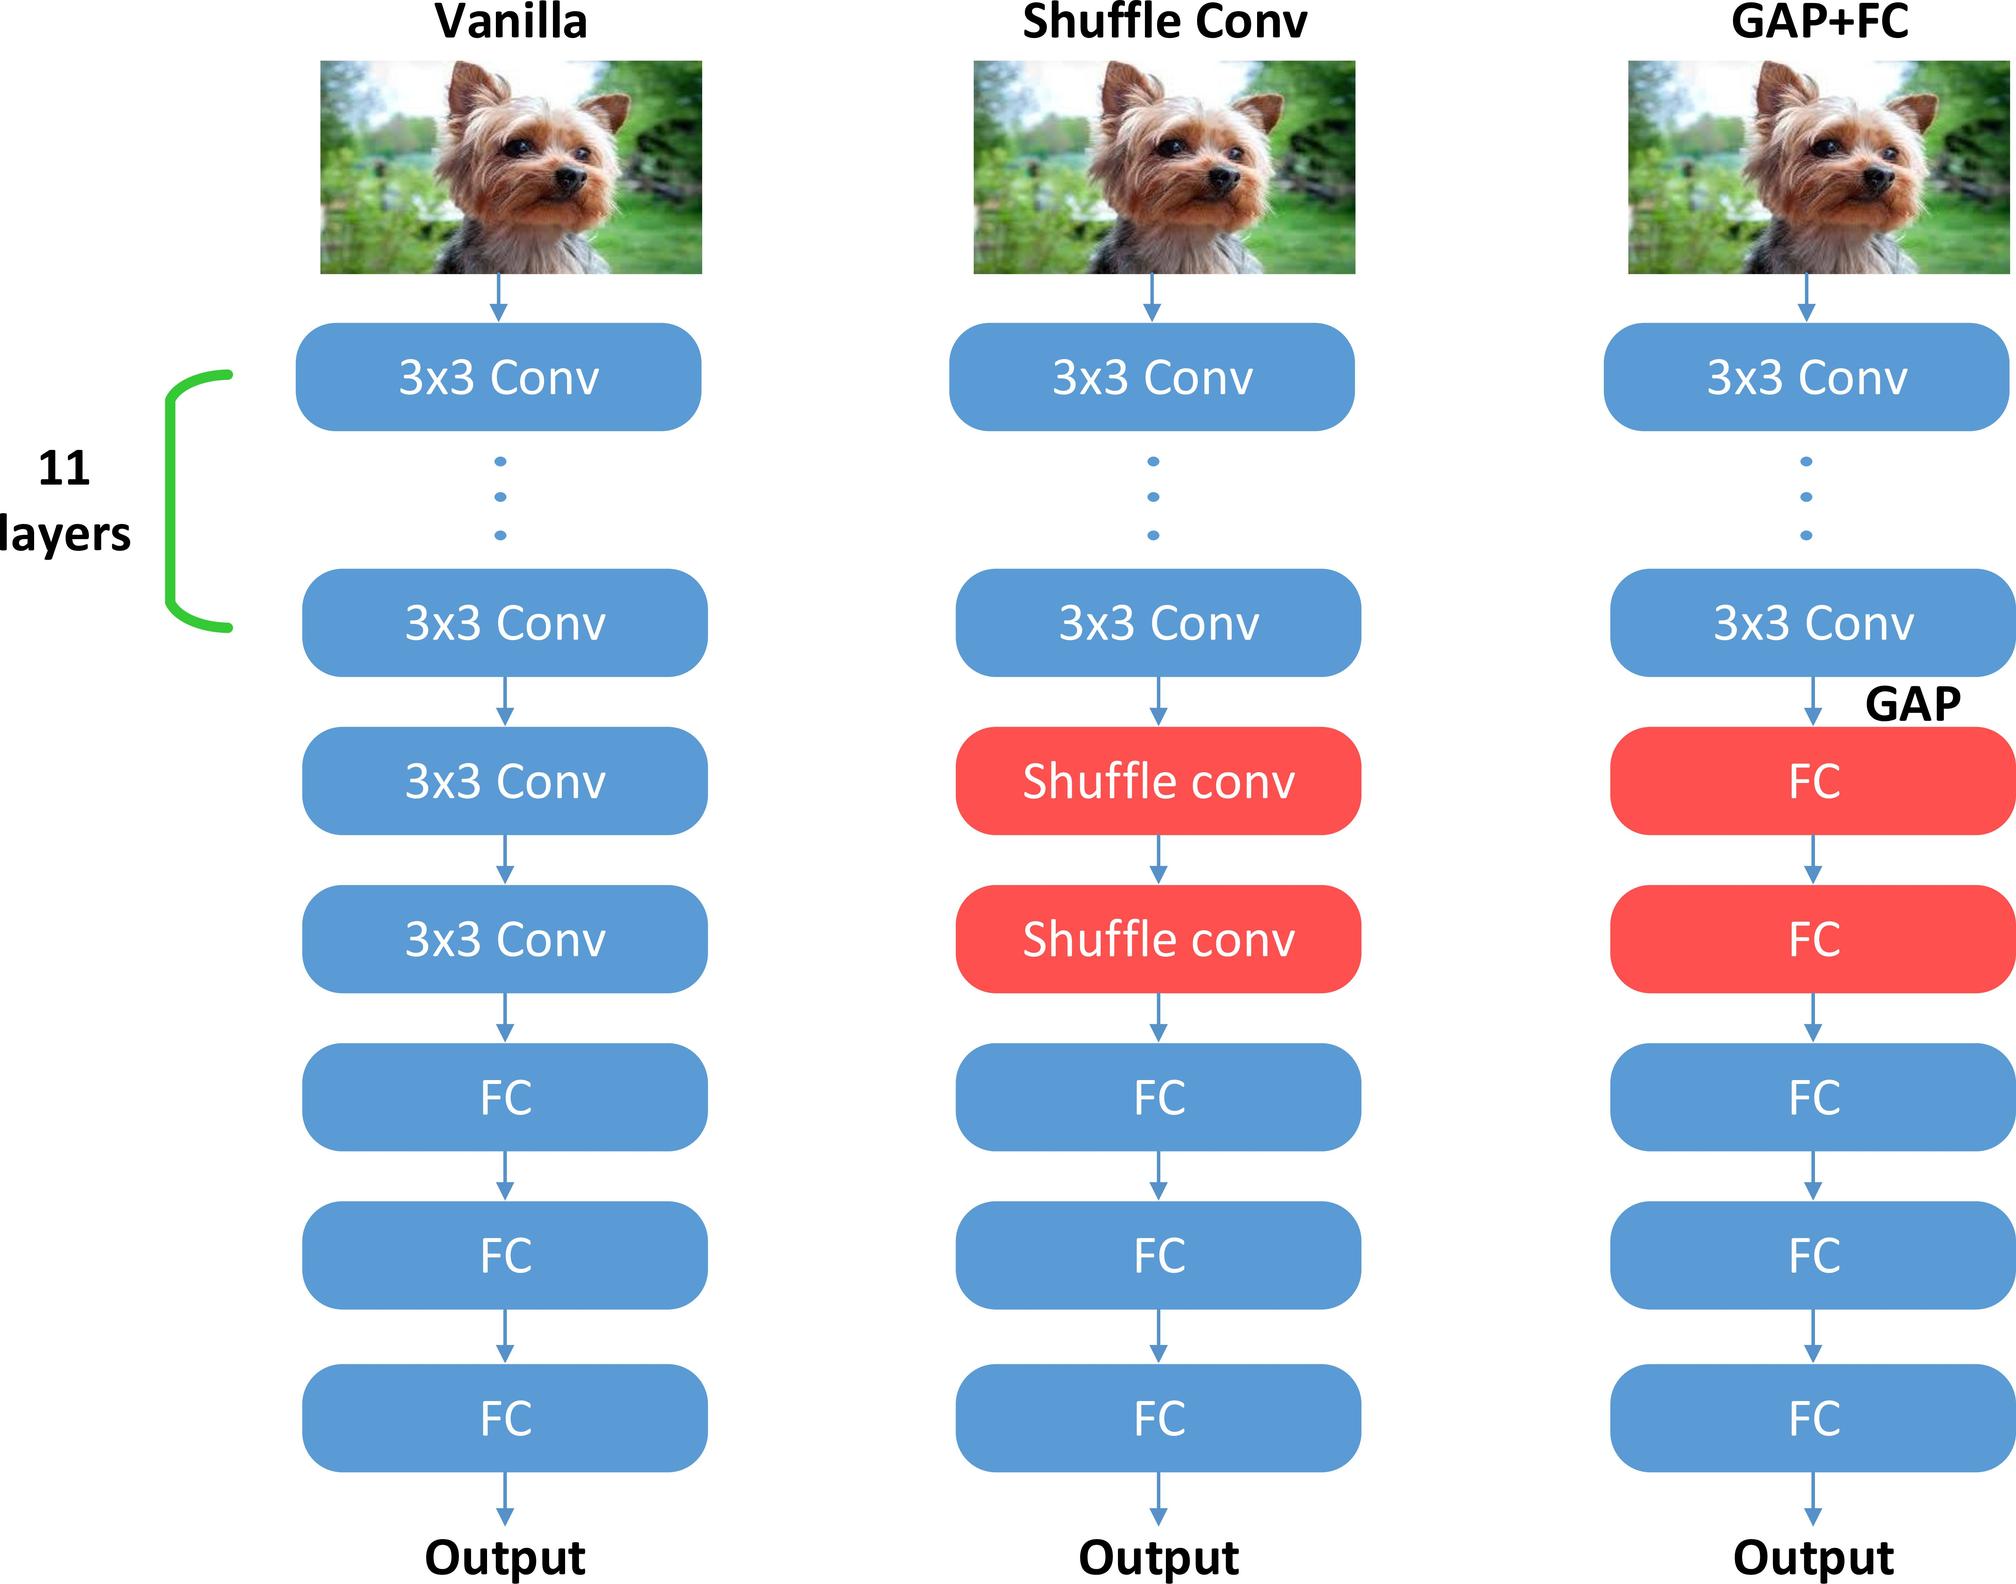 Vanilla
3x3 Conv
3x3 Conv
3x3 Conv
3x3 Conv
FC
FC
FC
Output
11
layers
Shuffle Conv
3x3 Conv
3x3 Conv
Shuffle conv
Shuffle conv
FC
FC
FC
Output
GAP+FC
3x3 Conv
3x3 Conv
GAP
FC
FC
FC
FC
FC
Output